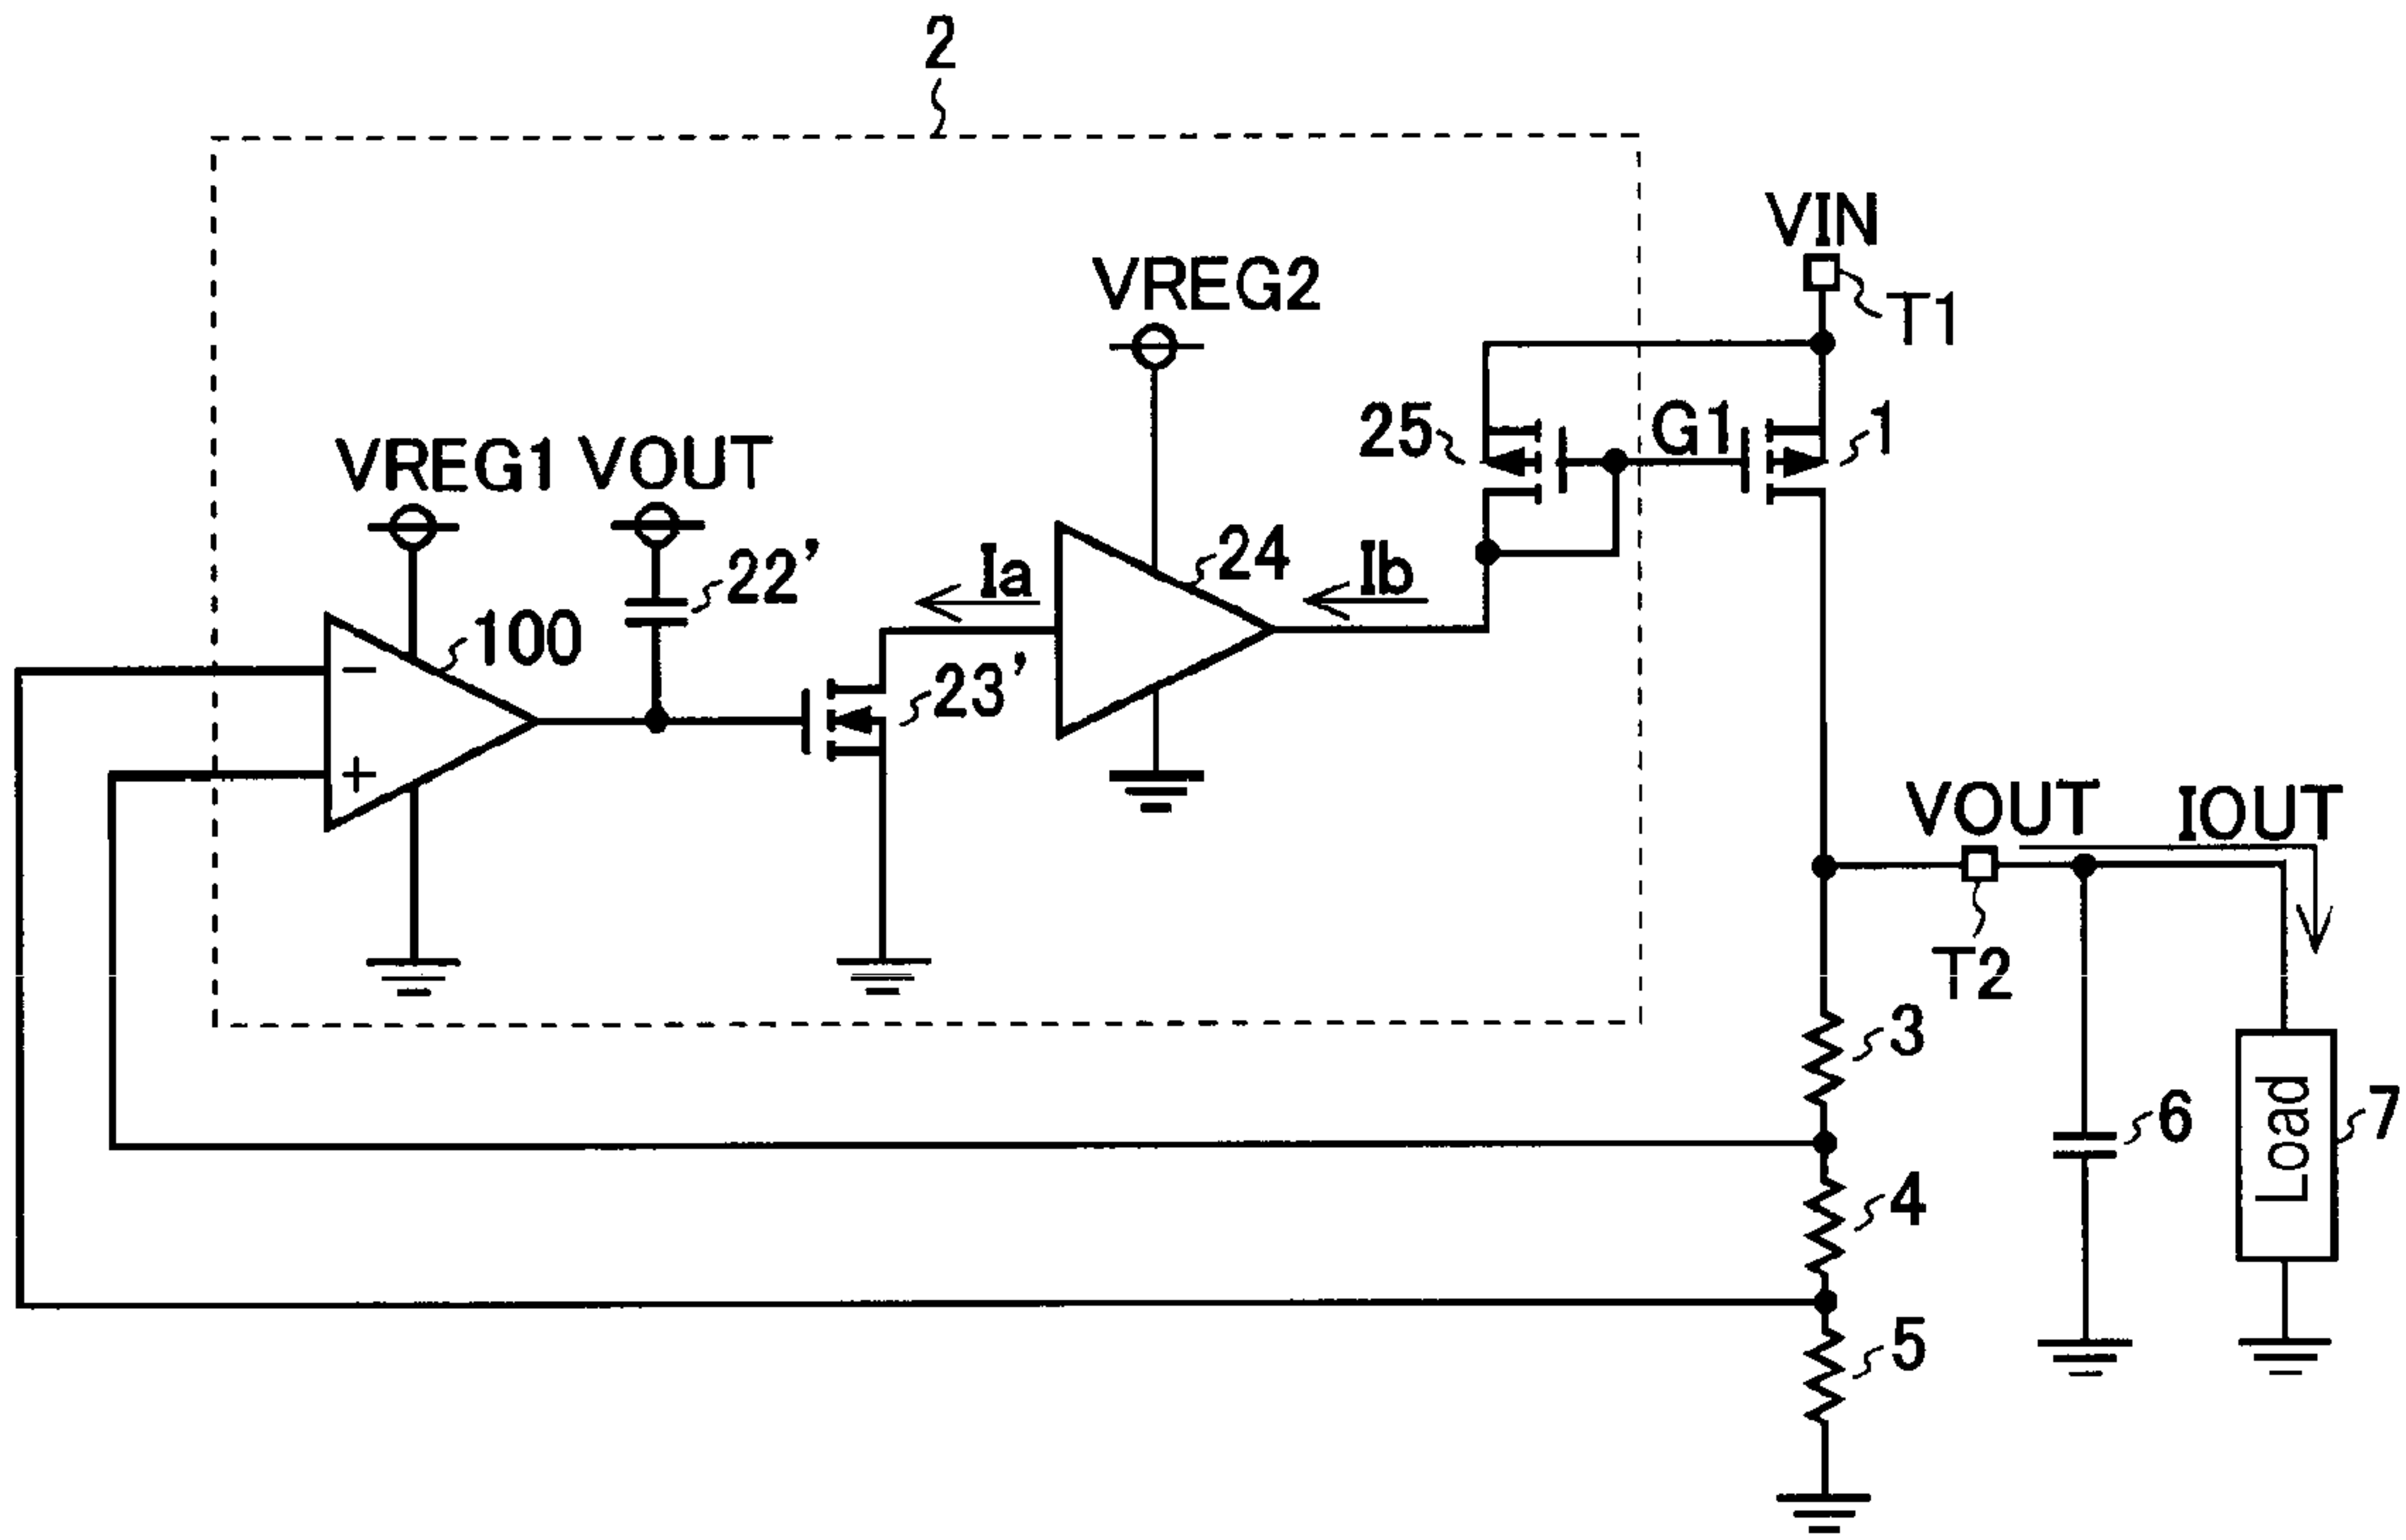 2
VIN
T1
VREG2
25
G1
1
VREG1
VOUT
22’
Ia
24
Ib
100
−
23’
+
VOUT
IOUT
T2
3
6
Load
7
4
5